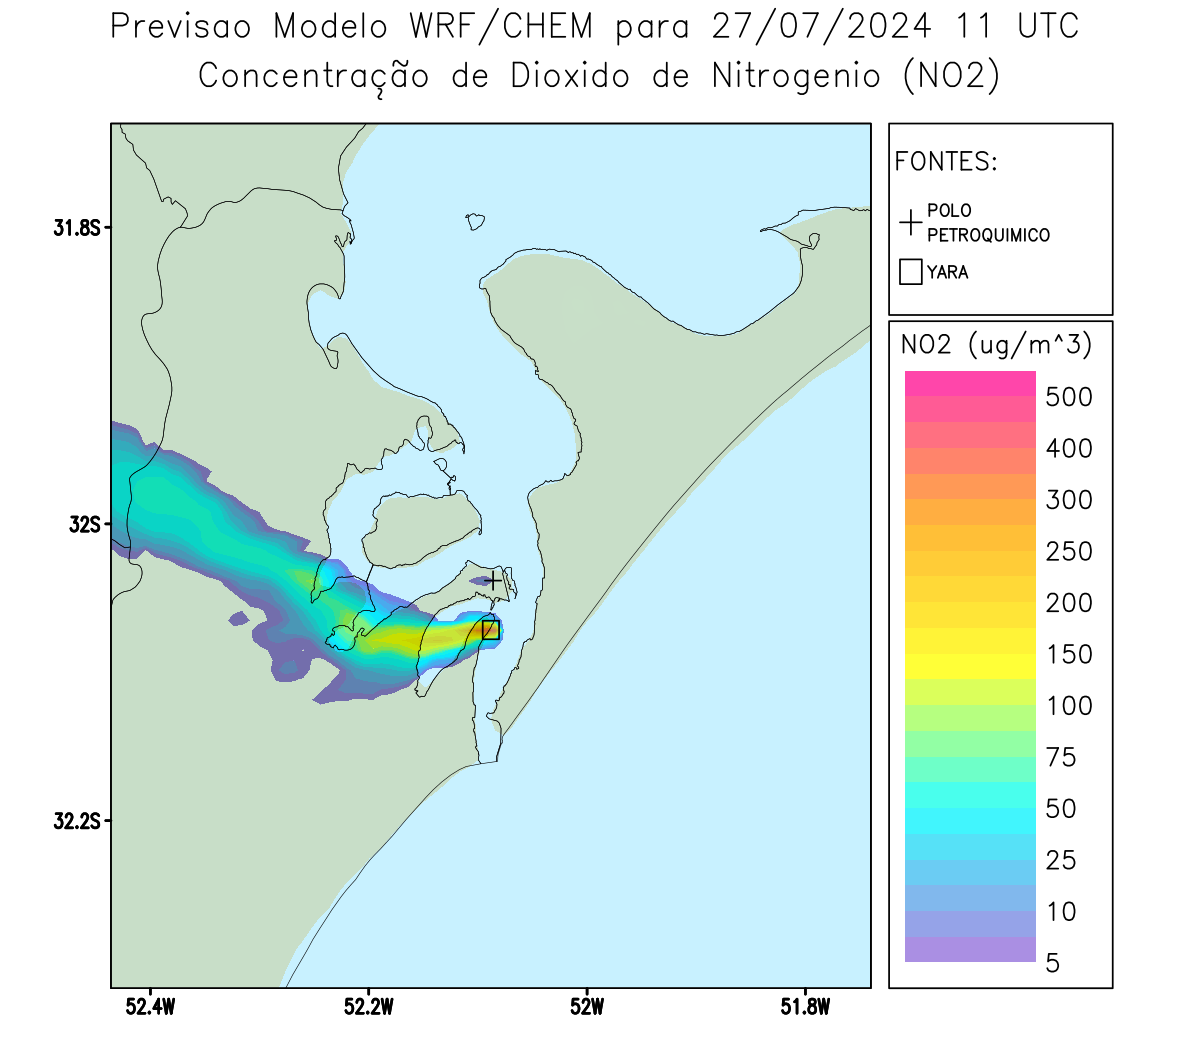 Previsao Modelo WRF/CHEM para 27/07/2024 11 UTC
Concentração de Dioxido de Nitrogenio (NO2)
FONTES:
POLO
PETROQUIMICO
YARA
NO2 (ug/m^3)
500
400
300
250
200
150
100
75
50
25
10
5
31.8S
32S
32.2S
52.4W
52.2W
52W
51.8W